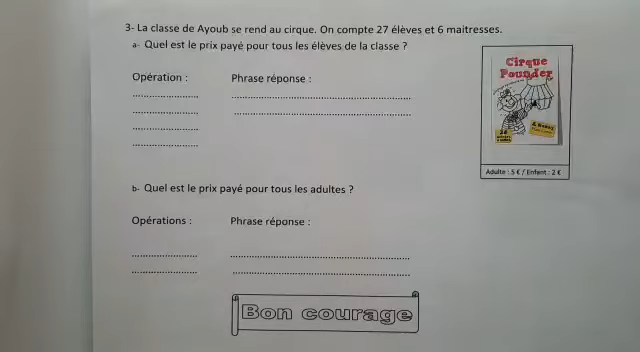 3- La classe de Ayoub se rend au cirque. On compte 27 élèves et 6 maitresses.
a- Quel est le prix payé pour tous les élèves de la classe ?
Cirque
Pounder
Opération :
Phrase réponse :
Adulte : 5 € / Enfant : 2 €
b- Quel est le prix payé pour tous les adultes ?
Opérations :
Phrase réponse :
Bon courage